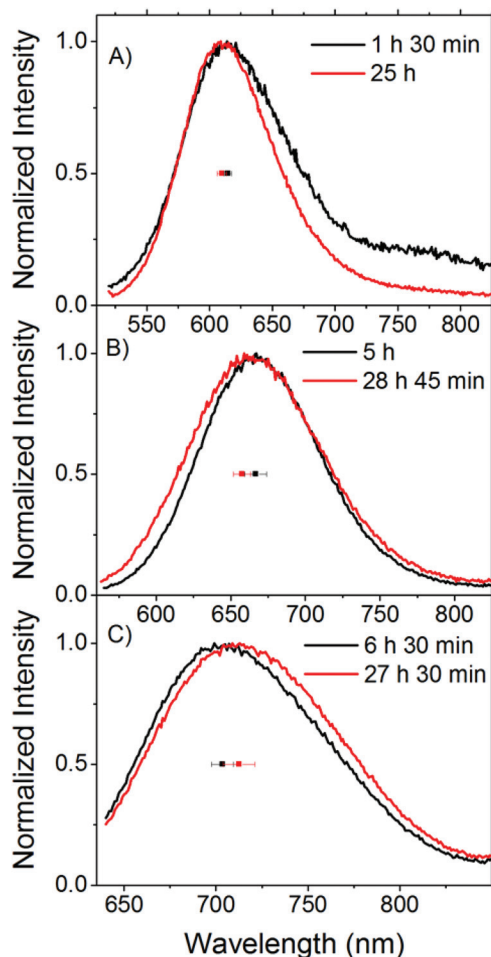 A)
1 h 30 min
25 h
Normalized Intensity
1.0
0.5
0.0
550 600 650 700 750 800
B)
5 h
28 h 45 min
Normalized Intensity
1.0
0.5
0.0
600 650 700 750 800
C)
6 h 30 min
27 h 30 min
Normalized Intensity
1.0
0.5
0.0
650 700 750 800
Wavelength (nm)